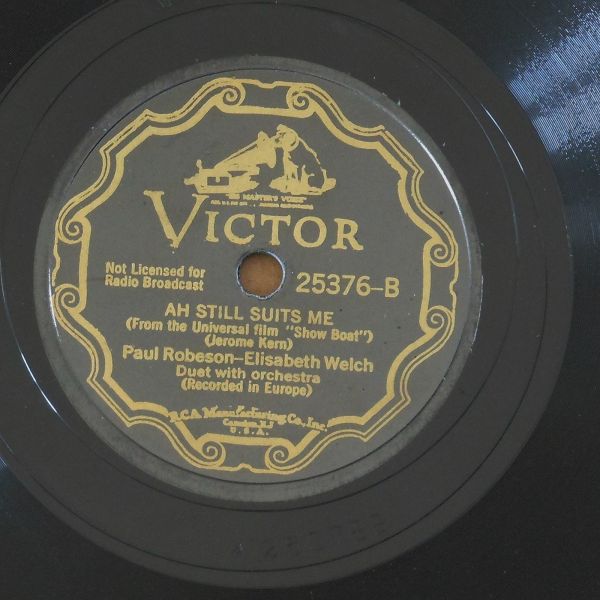 "HIS MASTER'S VOICE"
VICTOR
Not Licensed for
Radio Broadcast
25376-B
AH STILL SUITS ME
(From the Universal film "Show Boat")
(Jerome Kern)
Paul Robeson-Elisabeth Welch
Duet with orchestra
(Recorded in Europe)
RCA Manufacturing Co., Inc.
Camden, N.J.
U.S.A.